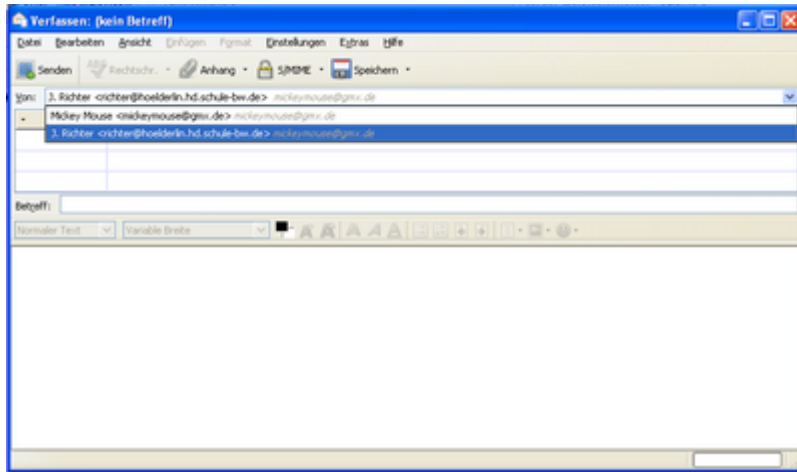 Verfassen: (kein Betreff)
Datei Bearbeiten Ansicht Einfügen Format Einstellungen Extras Hilfe
Senden Rechtschr. Anhang S/MIME Speichern
Von: J. Richter <richter@hoelderlin.hd.schule-bw.de> mickeymouse@gmx.de
Mickey Mouse <mickeymouse@gmx.de> mickeymouse@gmx.de
J. Richter <richter@hoelderlin.hd.schule-bw.de> mickeymouse@gmx.de
Betreff:
Normaler Text Variable Breite